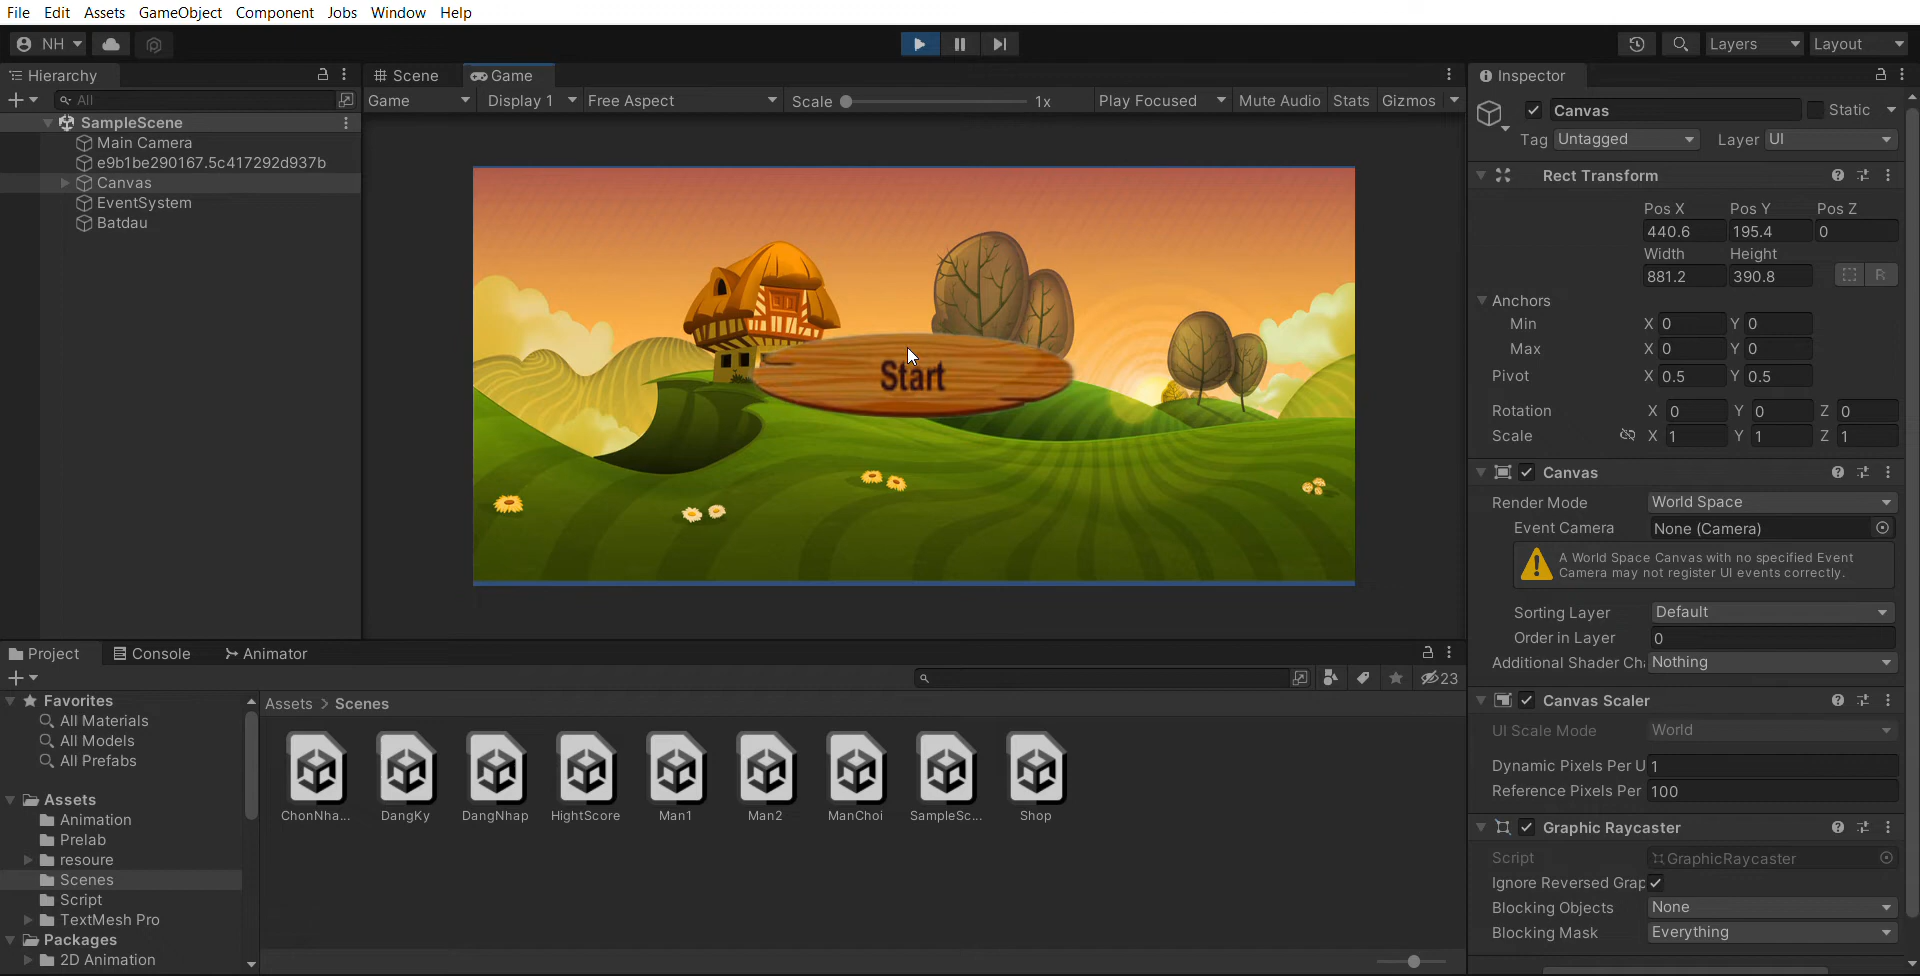 File Edit Assets GameObject Component Jobs Window Help
NH Layers Layout
Hierarchy
All
SampleScene
Main Camera
e9b1be290167.5c417292d937b
Canvas
EventSystem
Batdau
Scene Game
Game Display 1 Free Aspect Scale 1x Play Focused Mute Audio Stats Gizmos
Start
Inspector
Canvas Static
Tag Untagged Layer UI
Rect Transform
Pos X Pos Y Pos Z
440.6 195.4 0
Width Height
881.2 390.8 R
Anchors
Min X 0 Y 0
Max X 0 Y 0
Pivot X 0.5 Y 0.5
Rotation X 0 Y 0 Z 0
Scale X 1 Y 1 Z 1
Canvas
Render Mode World Space
Event Camera None (Camera)
A World Space Canvas with no specified Event
Camera may not register UI events correctly.
Sorting Layer Default
Order in Layer 0
Additional Shader Cha Nothing
Canvas Scaler
UI Scale Mode World
Dynamic Pixels Per U 1
Reference Pixels Per 100
Graphic Raycaster
Script GraphicRaycaster
Ignore Reversed Grap
Blocking Objects None
Blocking Mask Everything
Project Console Animator
23
Favorites
All Materials
All Models
All Prefabs
Assets
Animation
Prelab
resoure
Scenes
Script
TextMesh Pro
Packages
2D Animation
Assets > Scenes
ChonNha... DangKy DangNhap HightScore Man1 Man2 ManChoi SampleSc... Shop